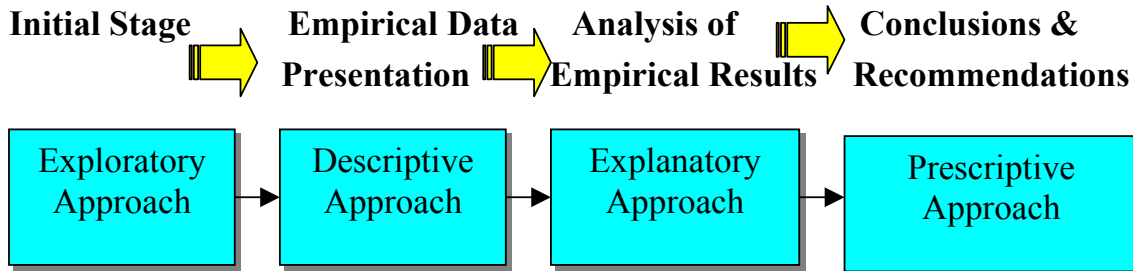 Initial Stage
Empirical Data
Presentation
Analysis of
Empirical Results
Conclusions &
Recommendations
Exploratory
Approach
Descriptive
Approach
Explanatory
Approach
Prescriptive
Approach